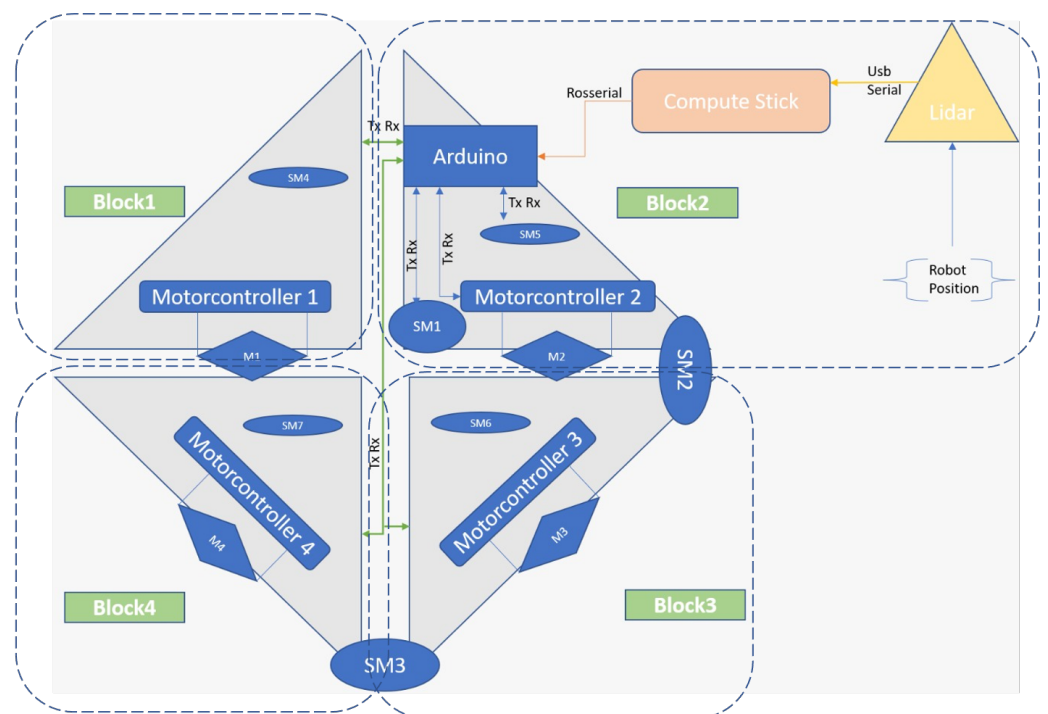 Usb
Serial
Rosserial
Compute Stick
Lidar
Tx Rx
Arduino
SM4
Block1
Tx Rx
Block2
SM5
Tx Rx
Tx Rx
Robot
Position
Motorcontroller 1
Motorcontroller 2
SM1
M1
M2
SM2
SM7
SM6
Tx Rx
Motorcontroller 4
Motorcontroller 3
M4
M3
Block4
Block3
SM3